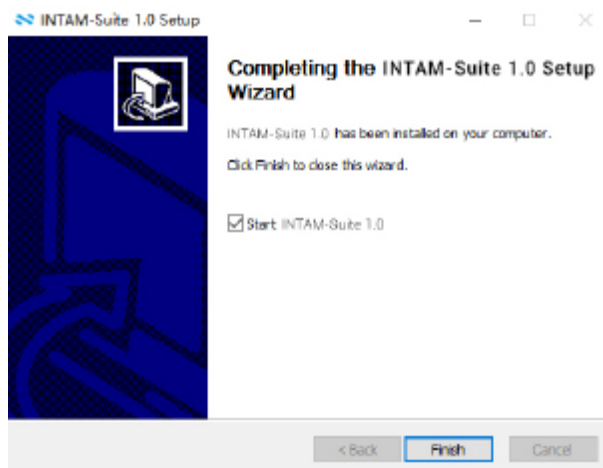 INTAM-Suite 1.0 Setup
Completing the INTAM-Suite 1.0 Setup
Wizard
INTAM-Suite 1.0 has been installed on your computer.
Click Finish to close this wizard.
Start INTAM-Suite 1.0
< Back
Finish
Cancel